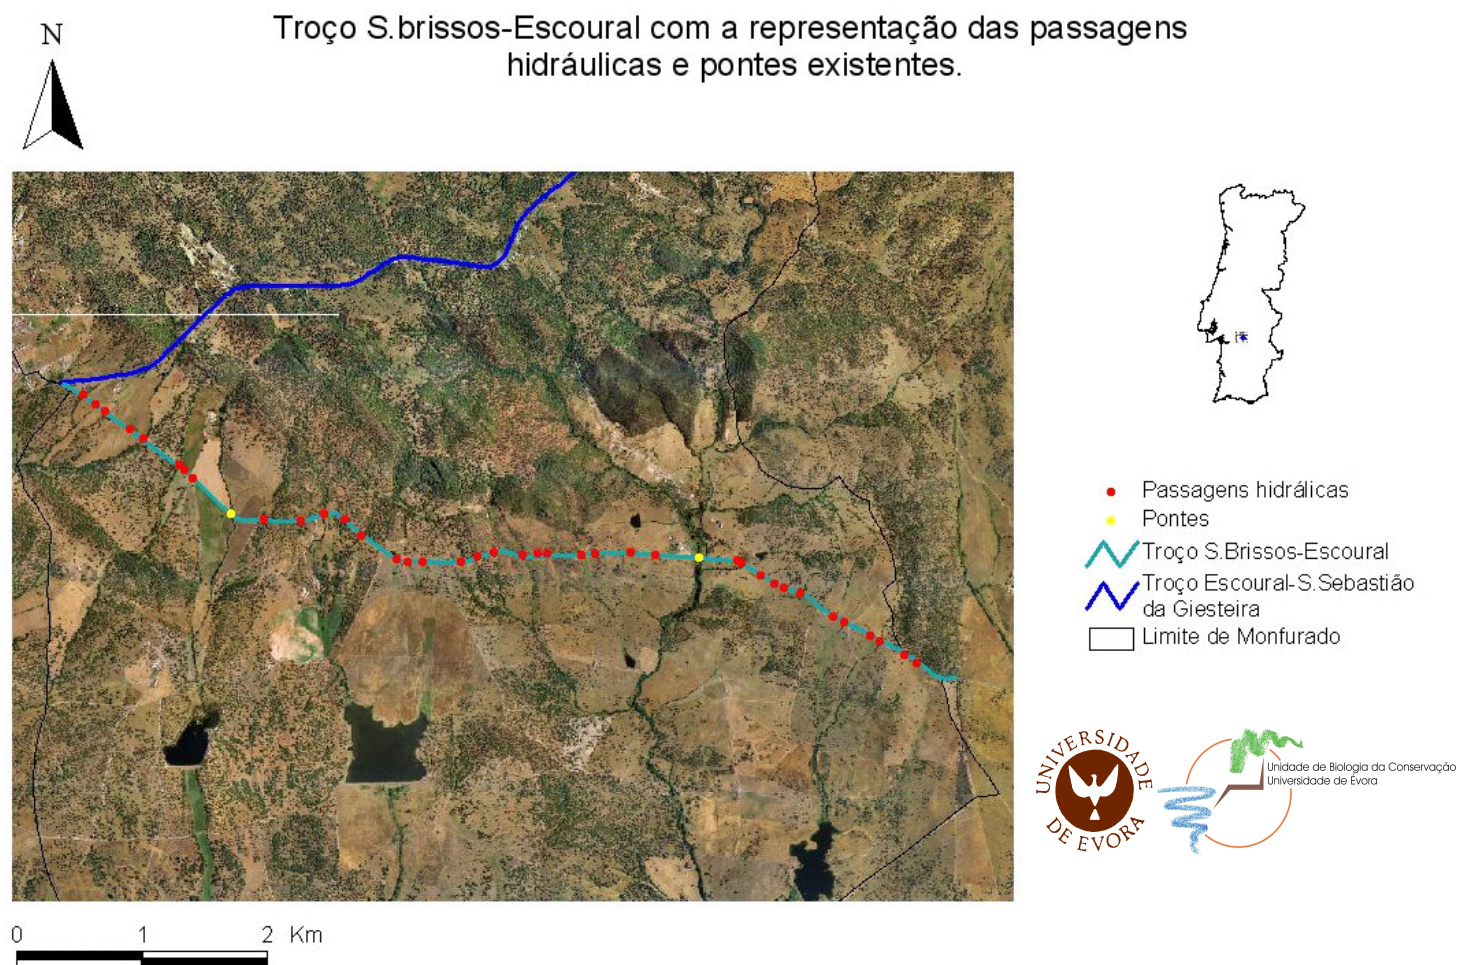 Troço S.brissos-Escoural com a representação das passagens
hidráulicas e pontes existentes.
N
Passagens hidrálicas
Pontes
Troço S.Brissos-Escoural
Troço Escoural-S.Sebastião
da Giesteira
Limite de Monfurado
UNIVERSIDADE
DE EVORA
Unidade de Biologia da Conservação
Universidade de Évora
0 1 2 Km